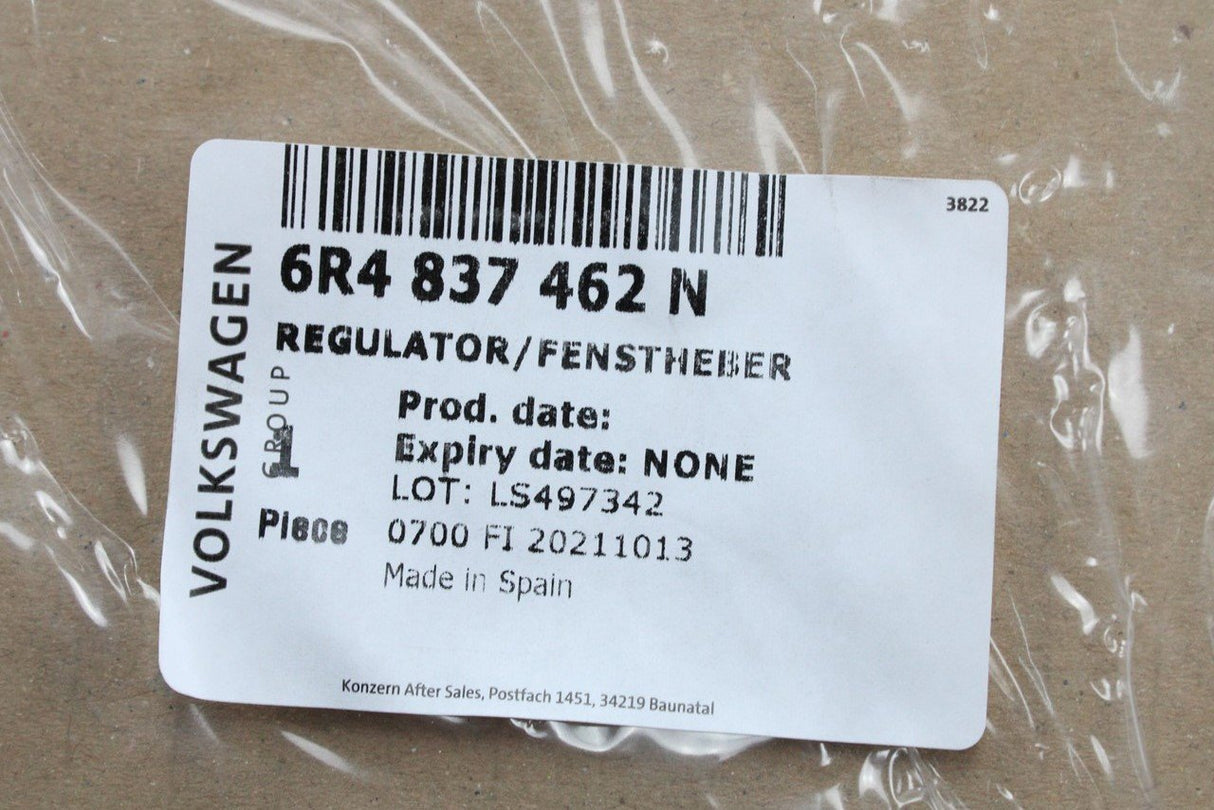 3822
6R4 837 462 N
REGULATOR/FENSTHEBER
VOLKSWAGEN
GROUP
1
Piece
Prod. date:
Expiry date: NONE
LOT: LS497342
0700 FI 20211013
Made in Spain
Konzern After Sales, Postfach 1451, 34219 Baunatal